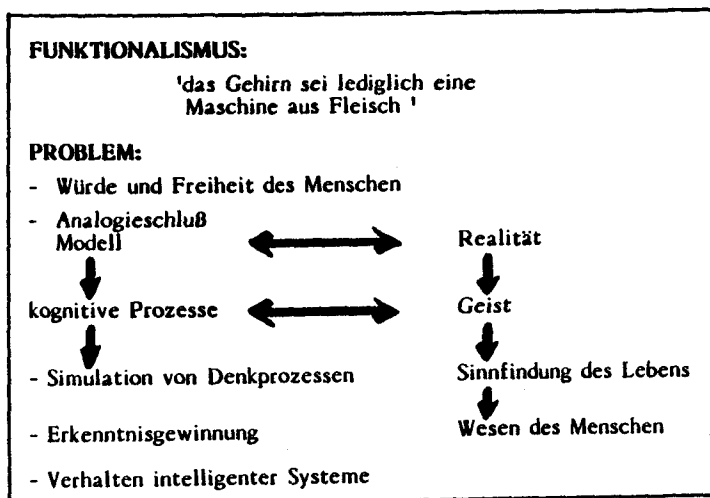 FUNKTIONALISMUS:
'das Gehirn sei lediglich eine
Maschine aus Fleisch '
PROBLEM:
- Würde und Freiheit des Menschen
- Analogieschluß
Modell
Realität
kognitive Prozesse
Geist
- Simulation von Denkprozessen
Sinnfindung des Lebens
- Erkenntnisgewinnung
Wesen des Menschen
- Verhalten intelligenter Systeme